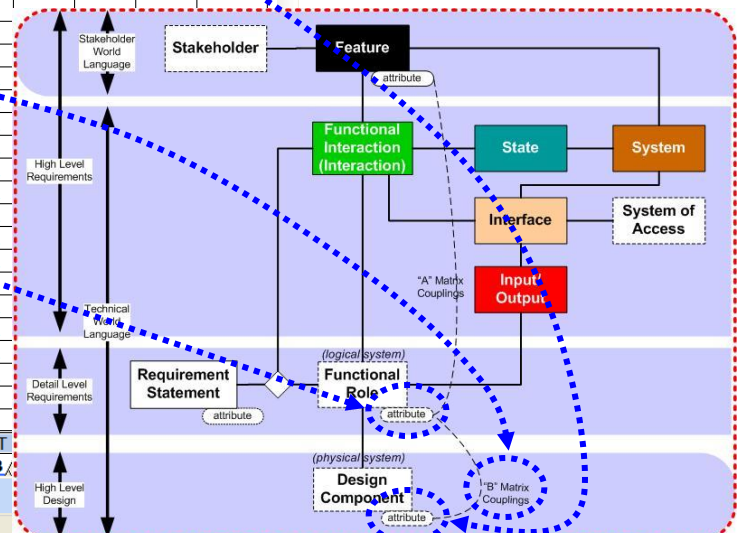 Stakeholder
World
Language
Stakeholder
Feature
attribute
High Level
Requirements
Functional
Interaction
(Interaction)
State
System
Interface
System of
Access
"A" Matrix
Couplings
Input/
Output
Technical
World
Language
(logical system)
Detail Level
Requirements
Requirement
Statement
attribute
Functional
Role
attribute
T
(physical system)
High Level
Design
Design
Component
attribute
"B" Matrix
Couplings